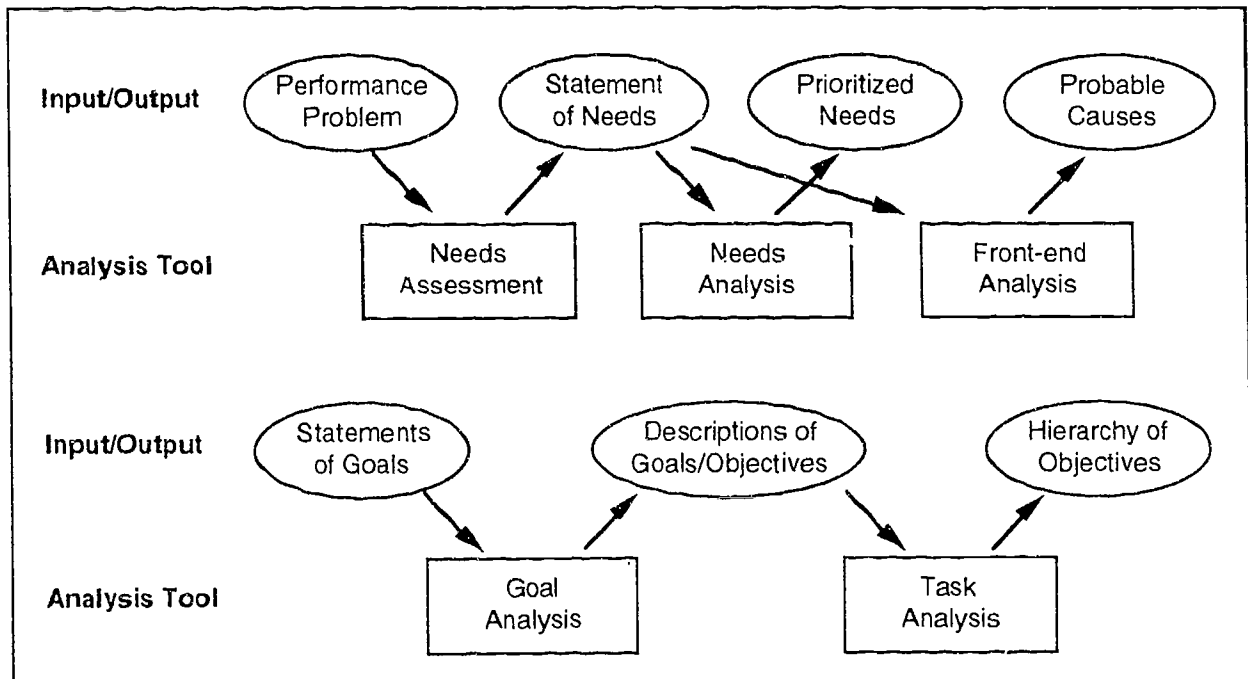 Input/Output
Performance
Problem
Statement
of Needs
Prioritized
Needs
Probable
Causes
Analysis Tool
Needs
Assessment
Needs
Analysis
Front-end
Analysis
Input/Output
Statements
of Goals
Descriptions of
Goals/Objectives
Hierarchy of
Objectives
Analysis Tool
Goal
Analysis
Task
Analysis